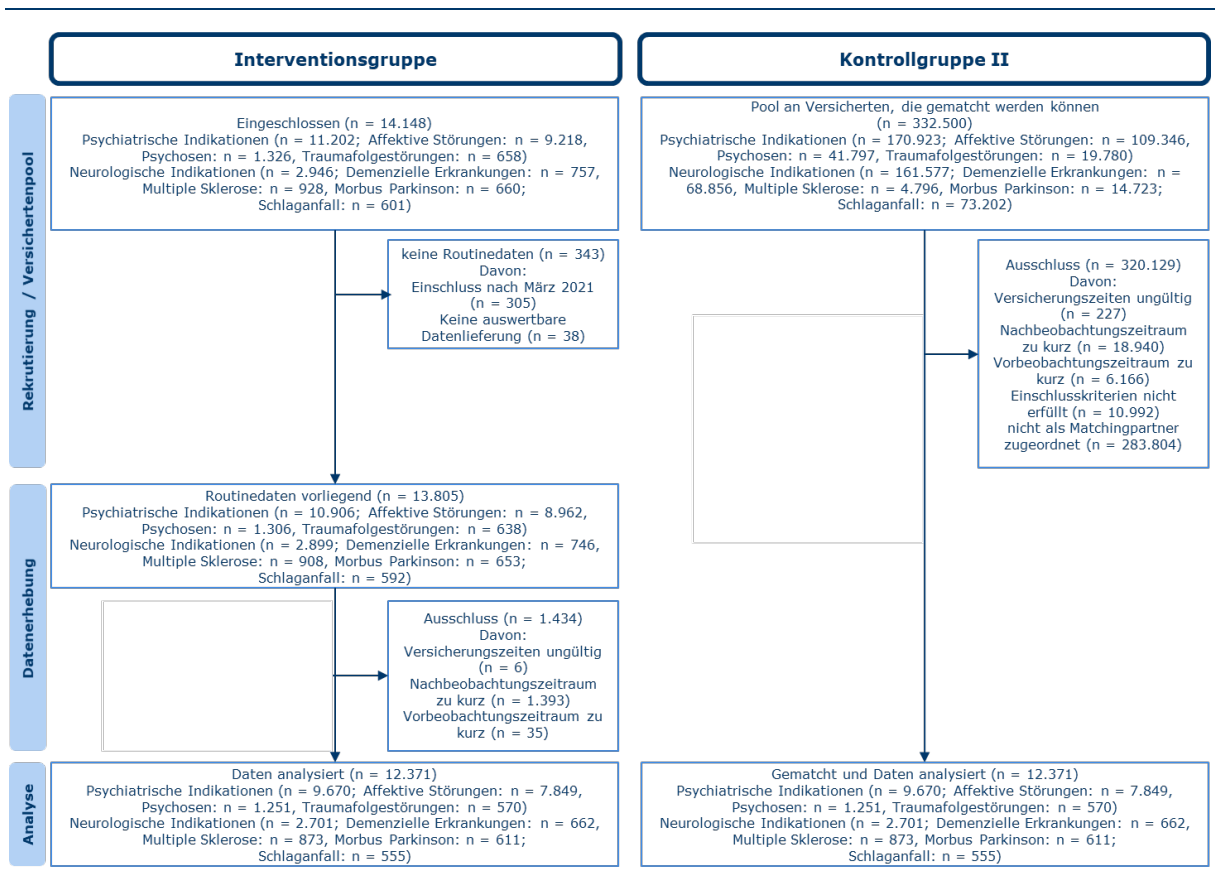 Interventionsgruppe
Kontrollgruppe II
Rekrutierung / Versichertenpool
Eingeschlossen (n = 14.148)
Psychiatrische Indikationen (n = 11.202; Affektive Störungen: n = 9.218,
Psychosen: n = 1.326, Traumafolgestörungen: n = 658)
Neurologische Indikationen (n = 2.946; Demenzielle Erkrankungen: n = 757,
Multiple Sklerose: n = 928, Morbus Parkinson: n = 660;
Schlaganfall: n = 601)
Pool an Versicherten, die gematcht werden können
(n = 332.500)
Psychiatrische Indikationen (n = 170.923; Affektive Störungen: n = 109.346,
Psychosen: n = 41.797, Traumafolgestörungen: n = 19.780)
Neurologische Indikationen (n = 161.577; Demenzielle Erkrankungen: n =
68.856, Multiple Sklerose: n = 4.796, Morbus Parkinson: n = 14.723;
Schlaganfall: n = 73.202)
keine Routinedaten (n = 343)
Davon:
Einschluss nach März 2021
(n = 305)
Keine auswertbare
Datenlieferung (n = 38)
Ausschluss (n = 320.129)
Davon:
Versicherungszeiten ungültig
(n = 227)
Nachbeobachtungszeitraum
zu kurz (n = 18.940)
Vorbeobachtungszeitraum zu
kurz (n = 6.166)
Einschlusskriterien nicht
erfüllt (n = 10.992)
nicht als Matchingpartner
zugeordnet (n = 283.804)
Datenerhebung
Routinedaten vorliegend (n = 13.805)
Psychiatrische Indikationen (n = 10.906; Affektive Störungen: n = 8.962,
Psychosen: n = 1.306, Traumafolgestörungen: n = 638)
Neurologische Indikationen (n = 2.899; Demenzielle Erkrankungen: n = 746,
Multiple Sklerose: n = 908, Morbus Parkinson: n = 653;
Schlaganfall: n = 592)
Ausschluss (n = 1.434)
Davon:
Versicherungszeiten ungültig
(n = 6)
Nachbeobachtungszeitraum
zu kurz (n = 1.393)
Vorbeobachtungszeitraum zu
kurz (n = 35)
Analyse
Daten analysiert (n = 12.371)
Psychiatrische Indikationen (n = 9.670; Affektive Störungen: n = 7.849,
Psychosen: n = 1.251, Traumafolgestörungen: n = 570)
Neurologische Indikationen (n = 2.701; Demenzielle Erkrankungen: n = 662,
Multiple Sklerose: n = 873, Morbus Parkinson: n = 611;
Schlaganfall: n = 555)
Gematcht und Daten analysiert (n = 12.371)
Psychiatrische Indikationen (n = 9.670; Affektive Störungen: n = 7.849,
Psychosen: n = 1.251, Traumafolgestörungen: n = 570)
Neurologische Indikationen (n = 2.701; Demenzielle Erkrankungen: n = 662,
Multiple Sklerose: n = 873, Morbus Parkinson: n = 611;
Schlaganfall: n = 555)